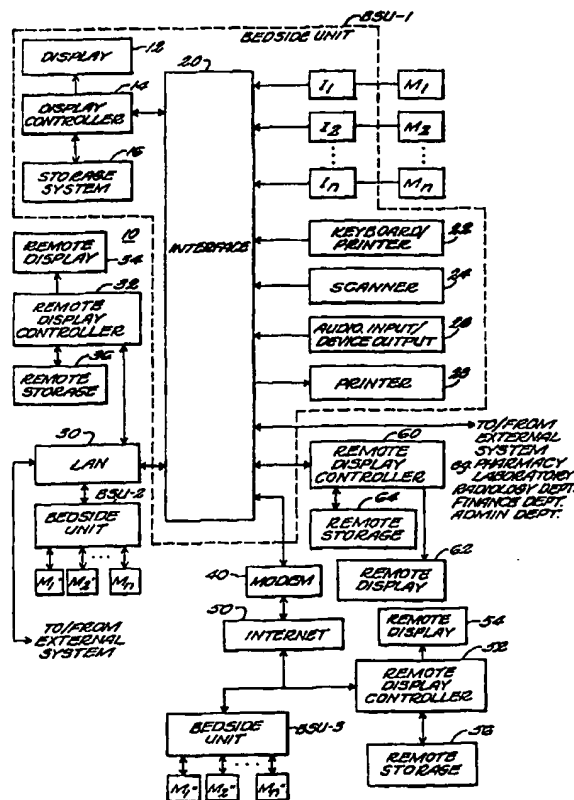 BSU-1
BEDSIDE UNIT
DISPLAY
12
14
DISPLAY
CONTROLLER
16
STORAGE
SYSTEM
20
INTERFACE
I1
M1
I2
M2
In
Mn
KEYBOARD/
PRINTER
22
SCANNER
24
AUDIO INPUT/
DEVICE OUTPUT
26
PRINTER
28
10
REMOTE
DISPLAY
34
32
REMOTE
DISPLAY
CONTROLLER
36
REMOTE
STORAGE
30
LAN
BSU-2
BEDSIDE
UNIT
M1'
M2'
Mn'
TO/FROM
EXTERNAL
SYSTEM
TO/FROM
EXTERNAL
SYSTEM
eg. PHARMACY
LABORATORY
RADIOLOGY DEPT.
FINANCE DEPT.
ADMIN DEPT.
60
REMOTE
DISPLAY
CONTROLLER
64
REMOTE
STORAGE
62
REMOTE
DISPLAY
40
MODEM
50
INTERNET
REMOTE
DISPLAY
54
52
REMOTE
DISPLAY
CONTROLLER
56
REMOTE
STORAGE
BEDSIDE
UNIT
BSU-3
M1"
M2"
Mn"